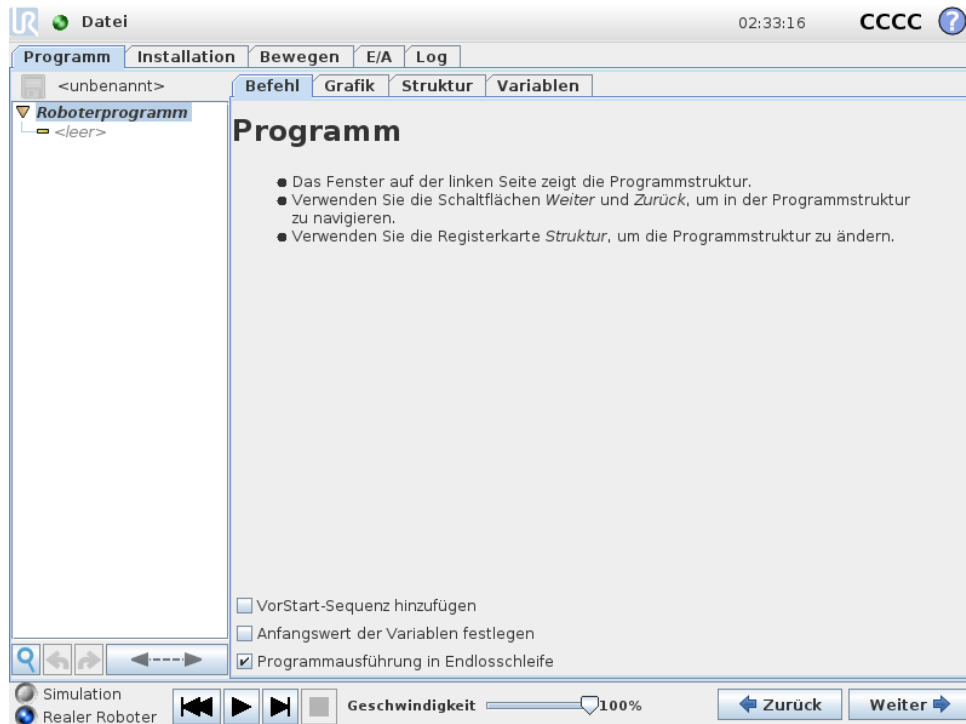 UR Datei 02:33:16 CCCC ?
Programm Installation Bewegen E/A Log
<unbenannt> Befehl Grafik Struktur Variablen
Roboterprogramm
<leer>
Programm
Das Fenster auf der linken Seite zeigt die Programmstruktur.
Verwenden Sie die Schaltflächen Weiter und Zurück, um in der Programmstruktur
zu navigieren.
Verwenden Sie die Registerkarte Struktur, um die Programmstruktur zu ändern.
VorStart-Sequenz hinzufügen
Anfangswert der Variablen festlegen
Programmausführung in Endlosschleife
Simulation
Realer Roboter
Geschwindigkeit 100% Zurück Weiter